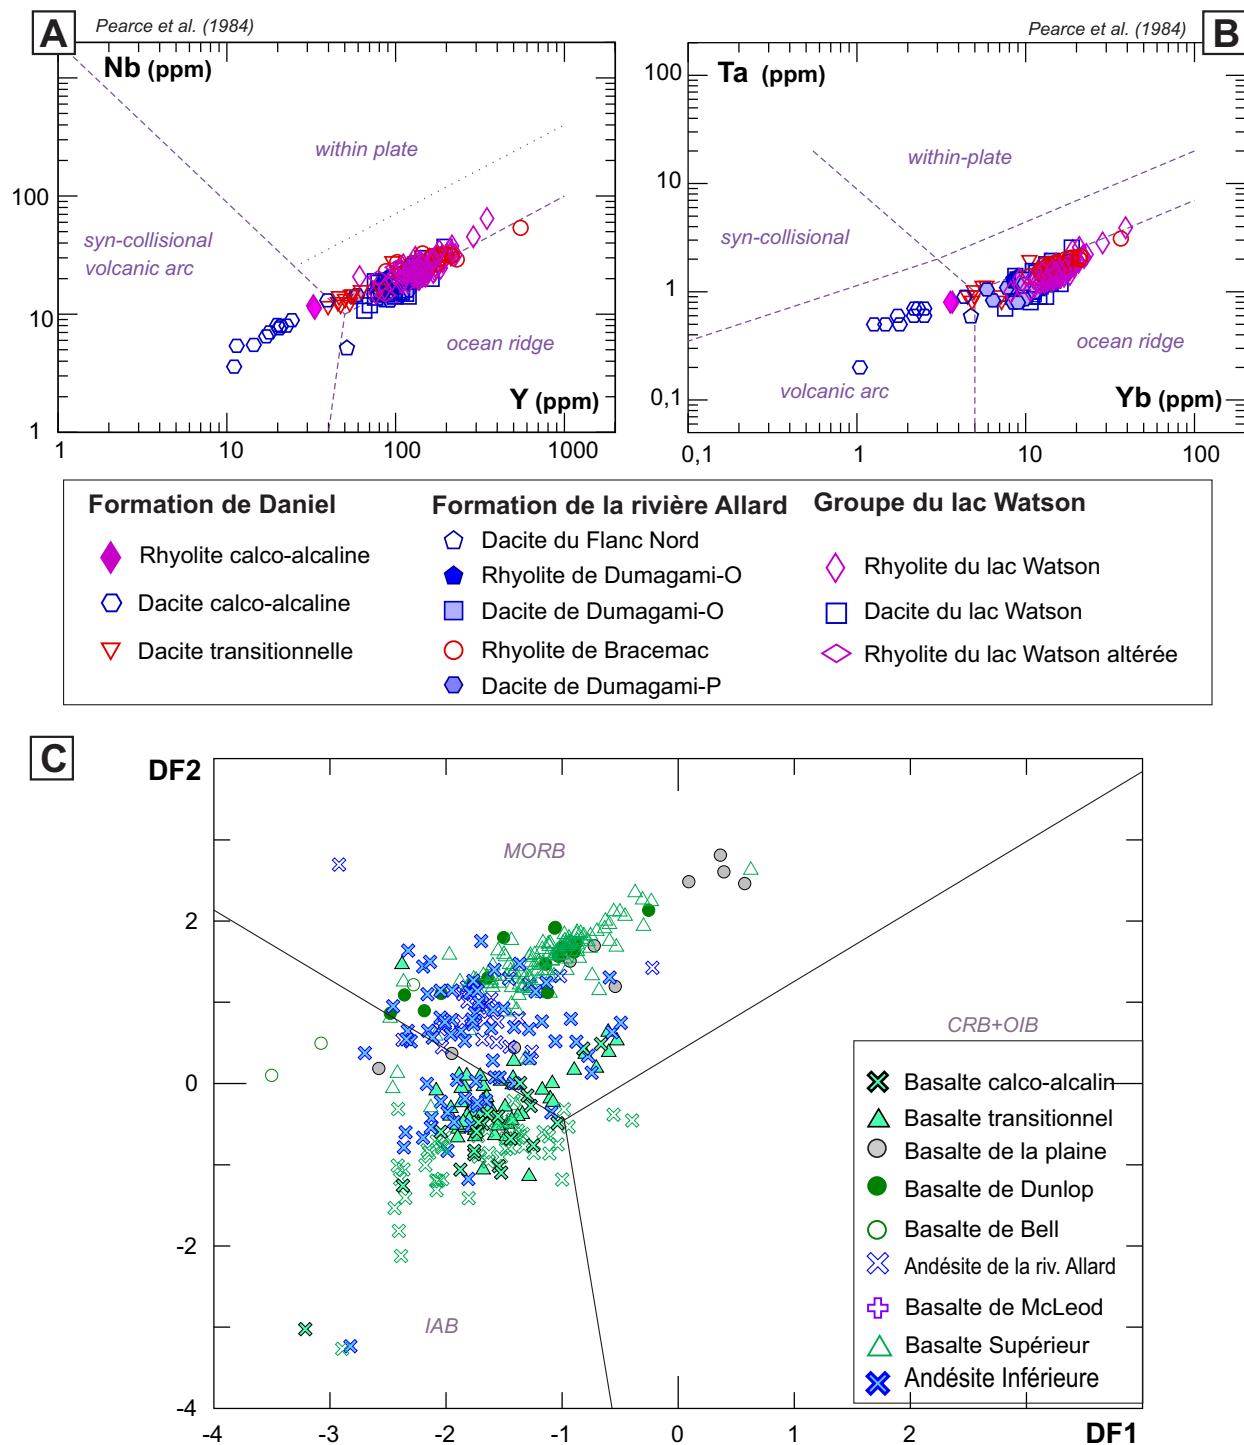 A
Pearce et al. (1984)
Nb (ppm)
100
10
1
within plate
syn-collisional
volcanic arc
ocean ridge
Y (ppm)
1
10
100
1000
Pearce et al. (1984)
B
Ta (ppm)
100
10
1
0,1
within-plate
syn-collisional
ocean ridge
volcanic arc
Yb (ppm)
0,1
1
10
100
Formation de Daniel
Rhyolite calco-alcaline
Dacite calco-alcaline
Dacite transitionnelle
Formation de la rivière Allard
Dacite du Flanc Nord
Rhyolite de Dumagami-O
Dacite de Dumagami-O
Rhyolite de Bracemac
Dacite de Dumagami-P
Groupe du lac Watson
Rhyolite du lac Watson
Dacite du lac Watson
Rhyolite du lac Watson altérée
C
DF2
MORB
CRB+OIB
IAB
2
0
-2
-4
Basalte calco-alcalin
Basalte transitionnel
Basalte de la plaine
Basalte de Dunlop
Basalte de Bell
Andésite de la riv. Allard
Basalte de McLeod
Basalte Supérieur
Andésite Inférieure
-4
-3
-2
-1
0
1
2
DF1